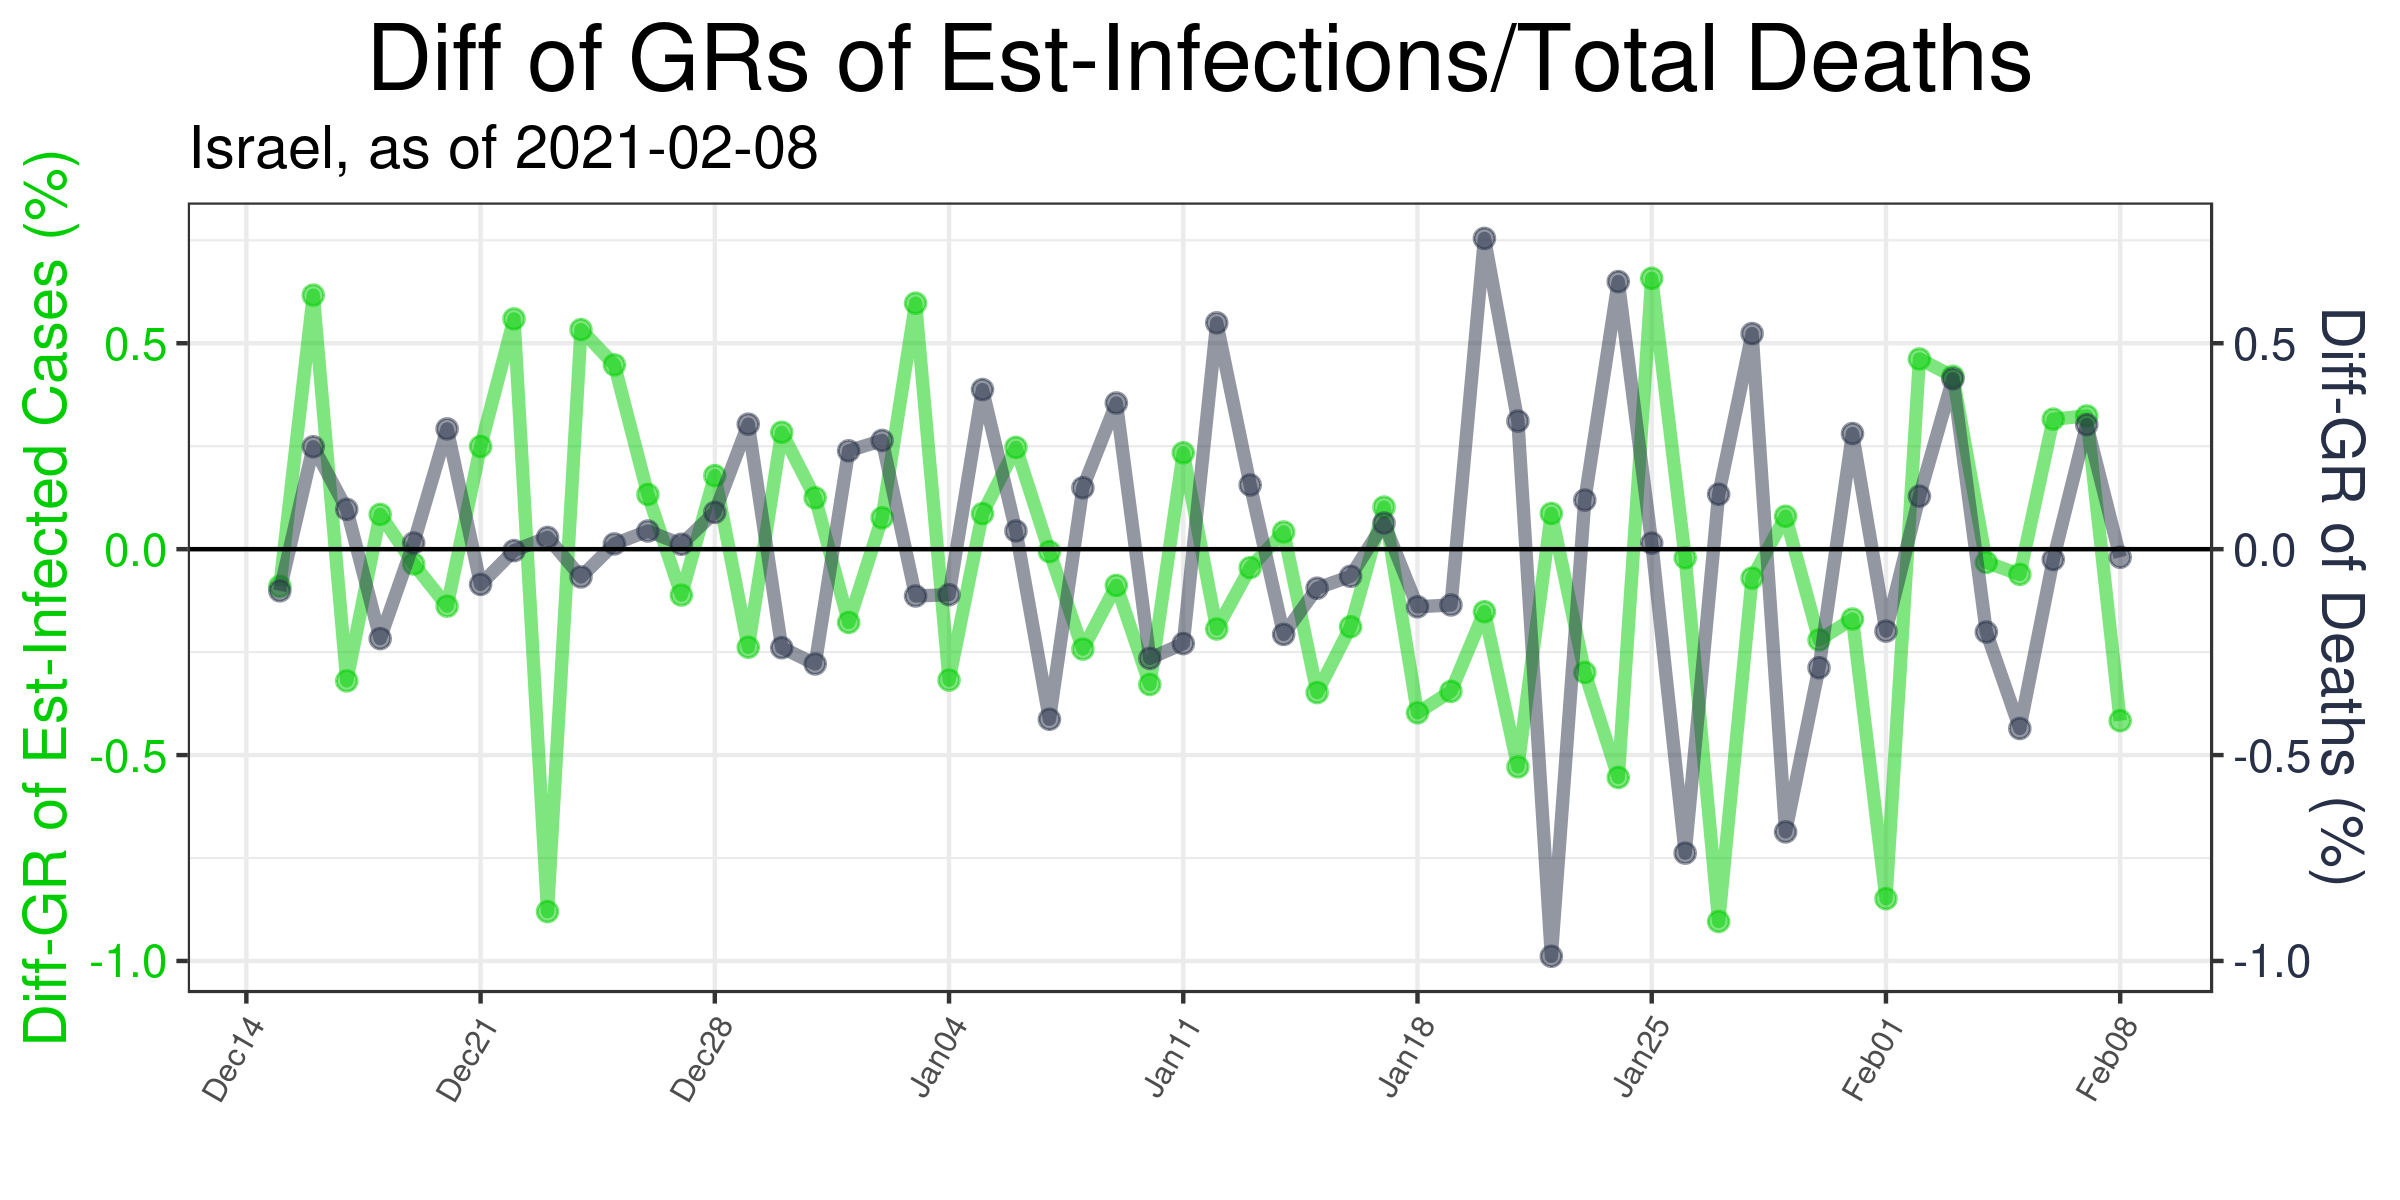 Diff of GRs of Est-Infections/Total Deaths
Israel, as of 2021-02-08
Diff-GR of Est-Infected Cases (%)
0.5
0.0
-0.5
-1.0
0.5
0.0
-0.5
-1.0
Diff-GR of Deaths (%)
Dec14
Dec21
Dec28
Jan04
Jan11
Jan18
Jan25
Feb01
Feb08